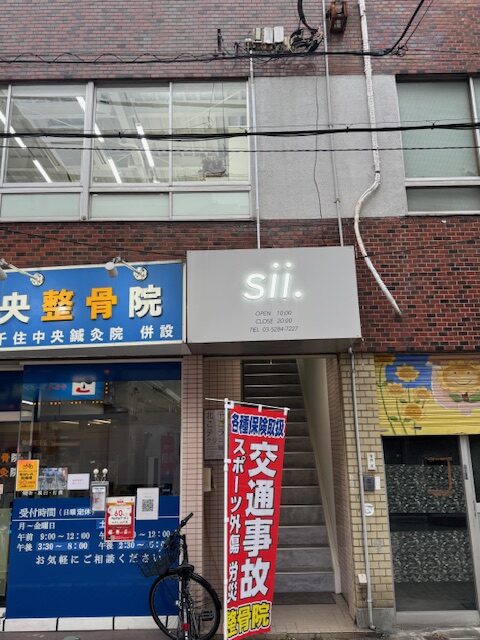 sii.
OPEN 10:00
CLOSE 20:00
TEL 03-5284-7227
央整骨院
千住中央鍼灸院 併設
各種保険取扱
交通事故
スポーツ外傷 労災
整骨院
受付時間（日曜定休）
月～金曜日
午前 9:00～12:00
午後 3:30～8:00
お気軽にご相談ください